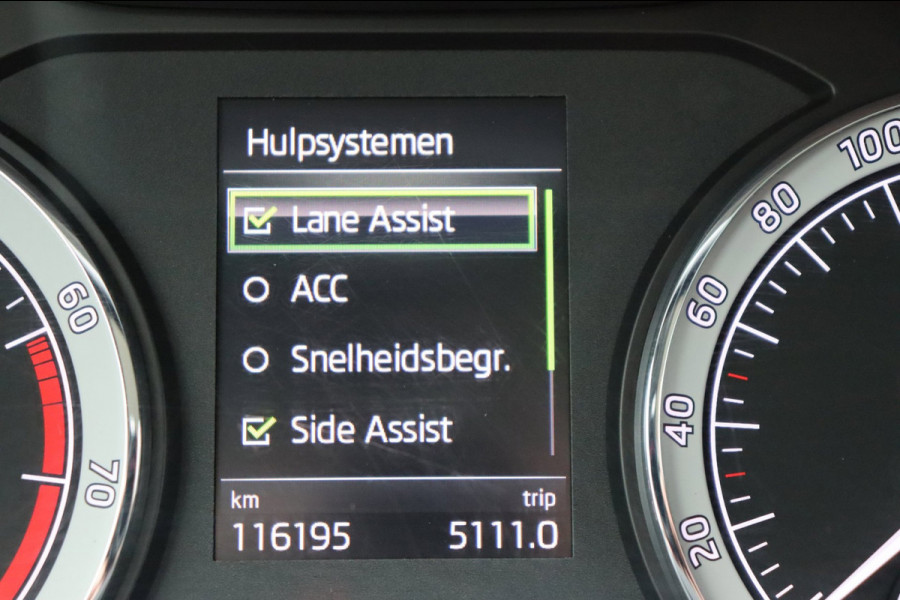 Hulpsystemen
Lane Assist
ACC
Snelheidsbegr.
Side Assist
km trip
116195 5111.0
60
70
100
80
60
40
20